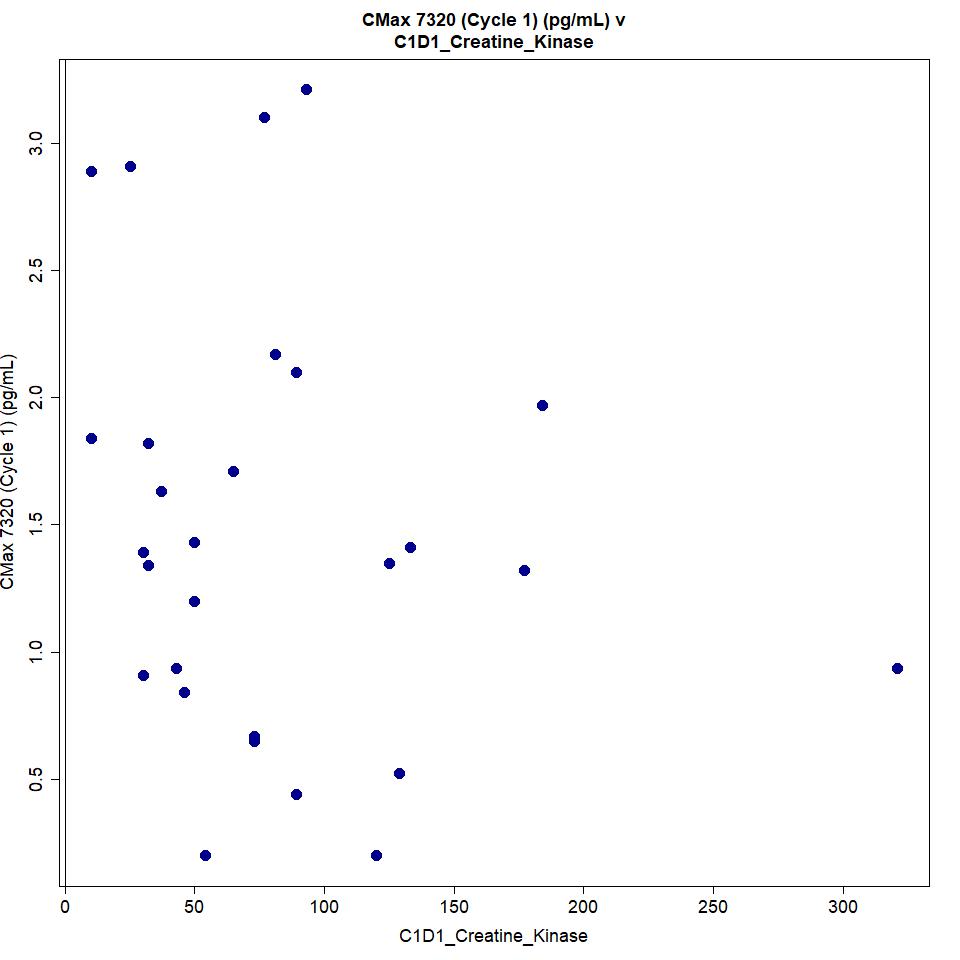 CMax 7320 (Cycle 1) (pg/mL) v
C1D1_Creatine_Kinase
CMax 7320 (Cycle 1) (pg/mL)
3.0
2.5
2.0
1.5
1.0
0.5
0 50 100 150 200 250 300
C1D1_Creatine_Kinase